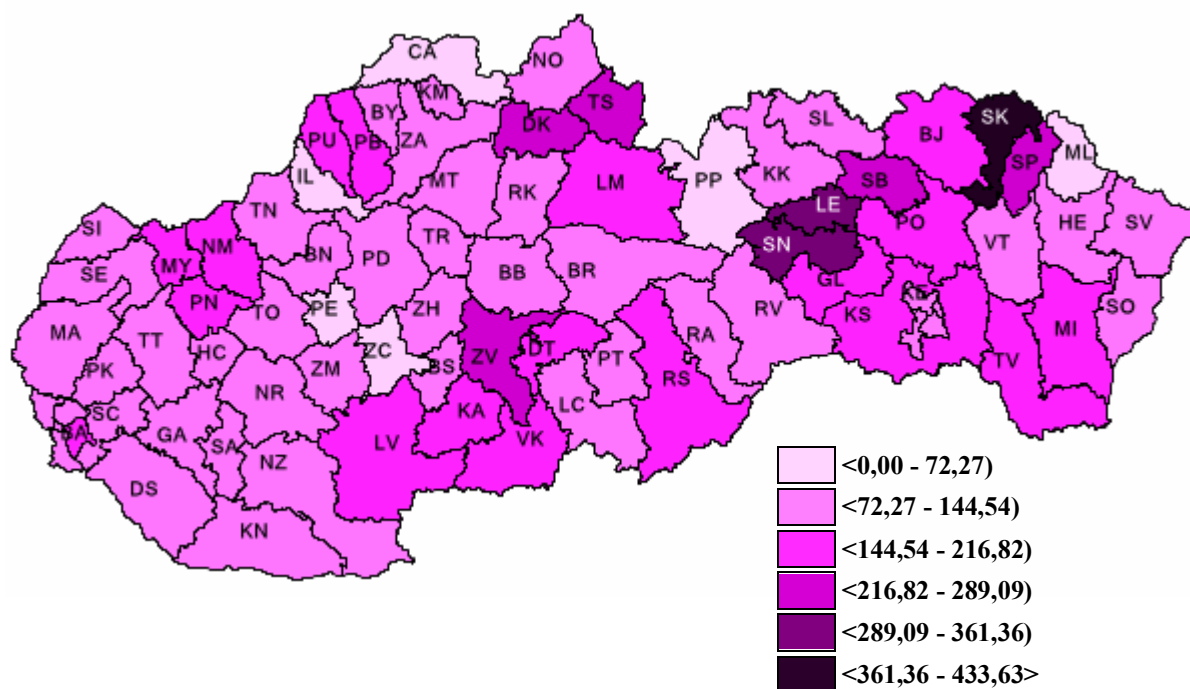 CA
NO
KM
TS
BY
PU
PB
ZA
DK
SL
BJ
SK
SP
ML
IL
MT
RK
LM
PP
KK
SB
LE
PO
SN
VT
HE
SV
TN
SI
NM
MY
BN
PD
TR
BB
BR
SE
PN
TO
PE
ZH
GL
KE
KS
RV
MI
SO
TV
MA
TT
HC
ZC
ZM
BS
ZV
DT
PT
RA
RS
PK
NR
SC
BA
GA
SA
NZ
LV
KA
VK
LC
DS
KN
<0,00 - 72,27)
<72,27 - 144,54)
<144,54 - 216,82)
<216,82 - 289,09)
<289,09 - 361,36)
<361,36 - 433,63>